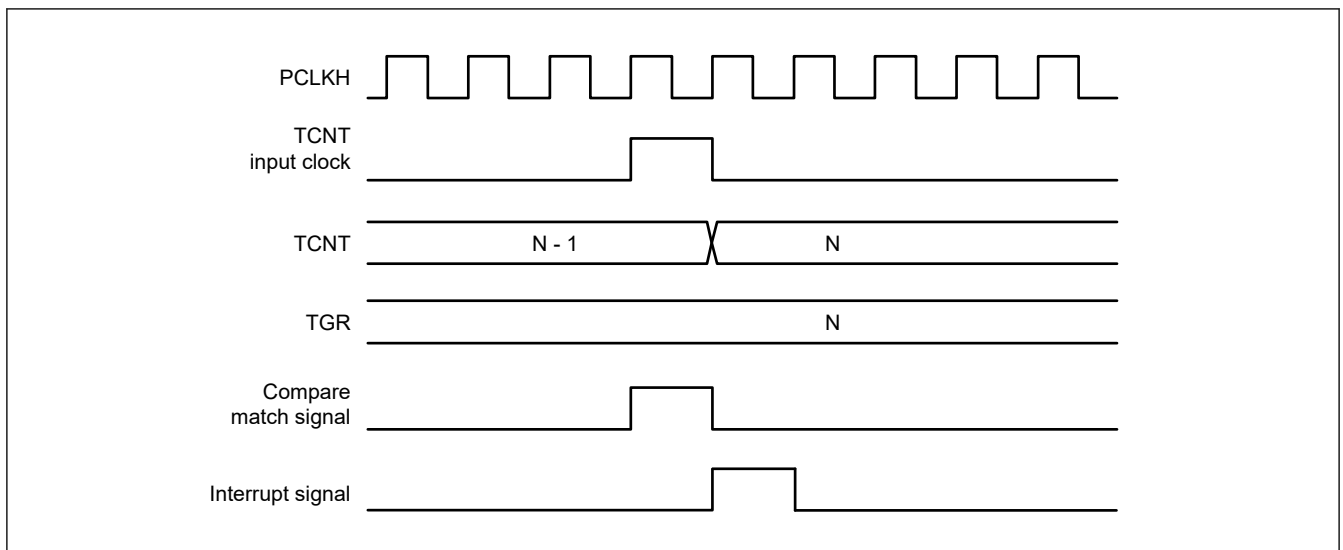 PCLKH
TCNT
input clock
TCNT
N - 1
N
TGR
N
Compare
match signal
Interrupt signal